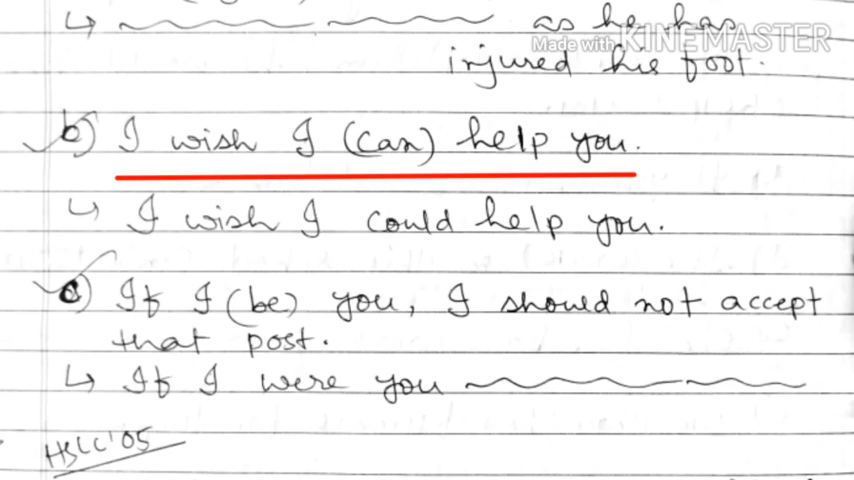 ↳ as he has
Made with KINEMASTER
injured his foot.
b) I wish I (can) help you.
↳ I wish I could help you.
c) If I (be) you, I should not accept
that post.
↳ If I were you
HSLC'05